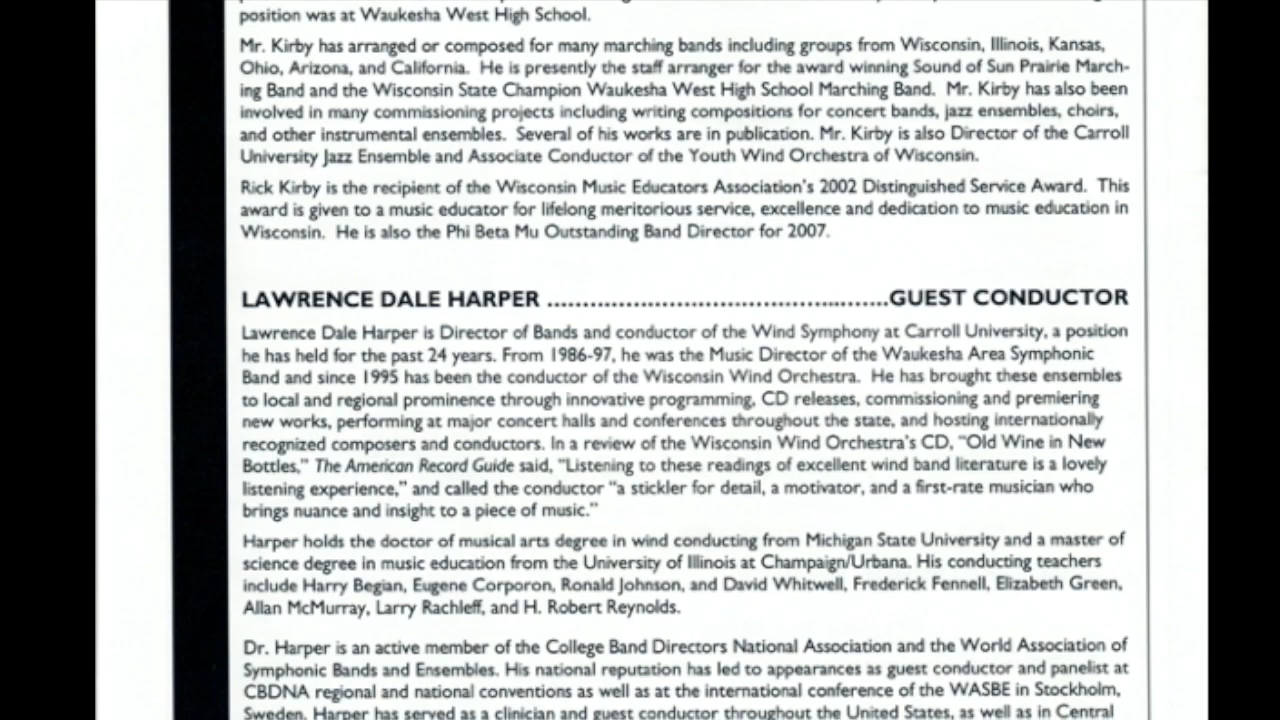 position was at Waukesha West High School.
Mr. Kirby has arranged or composed for many marching bands including groups from Wisconsin, Illinois, Kansas,
Ohio, Arizona, and California.  He is presently the staff arranger for the award winning Sound of Sun Prairie March-
ing Band and the Wisconsin State Champion Waukesha West High School Marching Band.  Mr. Kirby has also been
involved in many commissioning projects including writing compositions for concert bands, jazz ensembles, choirs,
and other instrumental ensembles.  Several of his works are in publication. Mr. Kirby is also Director of the Carroll
University Jazz Ensemble and Associate Conductor of the Youth Wind Orchestra of Wisconsin.
Rick Kirby is the recipient of the Wisconsin Music Educators Association's 2002 Distinguished Service Award.  This
award is given to a music educator for lifelong meritorious service, excellence and dedication to music education in
Wisconsin.  He is also the Phi Beta Mu Outstanding Band Director for 2007.
LAWRENCE DALE HARPER ................................................GUEST CONDUCTOR
Lawrence Dale Harper is Director of Bands and conductor of the Wind Symphony at Carroll University, a position
he has held for the past 24 years. From 1986-97, he was the Music Director of the Waukesha Area Symphonic
Band and since 1995 has been the conductor of the Wisconsin Wind Orchestra.  He has brought these ensembles
to local and regional prominence through innovative programming, CD releases, commissioning and premiering
new works, performing at major concert halls and conferences throughout the state, and hosting internationally
recognized composers and conductors. In a review of the Wisconsin Wind Orchestra's CD, "Old Wine in New
Bottles," The American Record Guide said, "Listening to these readings of excellent wind band literature is a lovely
listening experience," and called the conductor "a stickler for detail, a motivator, and a first-rate musician who
brings nuance and insight to a piece of music."
Harper holds the doctor of musical arts degree in wind conducting from Michigan State University and a master of
science degree in music education from the University of Illinois at Champaign/Urbana. His conducting teachers
include Harry Begian, Eugene Corporon, Ronald Johnson, and David Whitwell, Frederick Fennell, Elizabeth Green,
Allan McMurray, Larry Rachleff, and H. Robert Reynolds.
Dr. Harper is an active member of the College Band Directors National Association and the World Association of
Symphonic Bands and Ensembles. His national reputation has led to appearances as guest conductor and panelist at
CBDNA regional and national conventions as well as at the international conference of the WASBE in Stockholm,
Sweden. Harper has served as a clinician and guest conductor throughout the United States, as well as in Central